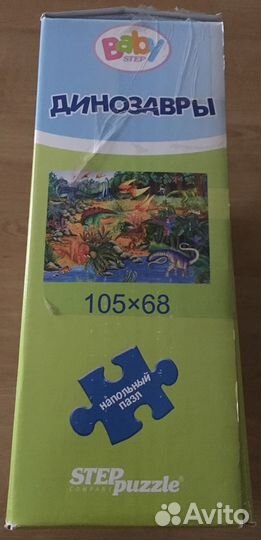 Baby
STEP
ДИНОЗАВРЫ
105×68
напольный
пазл
STEP puzzle
COMPANY
Avito